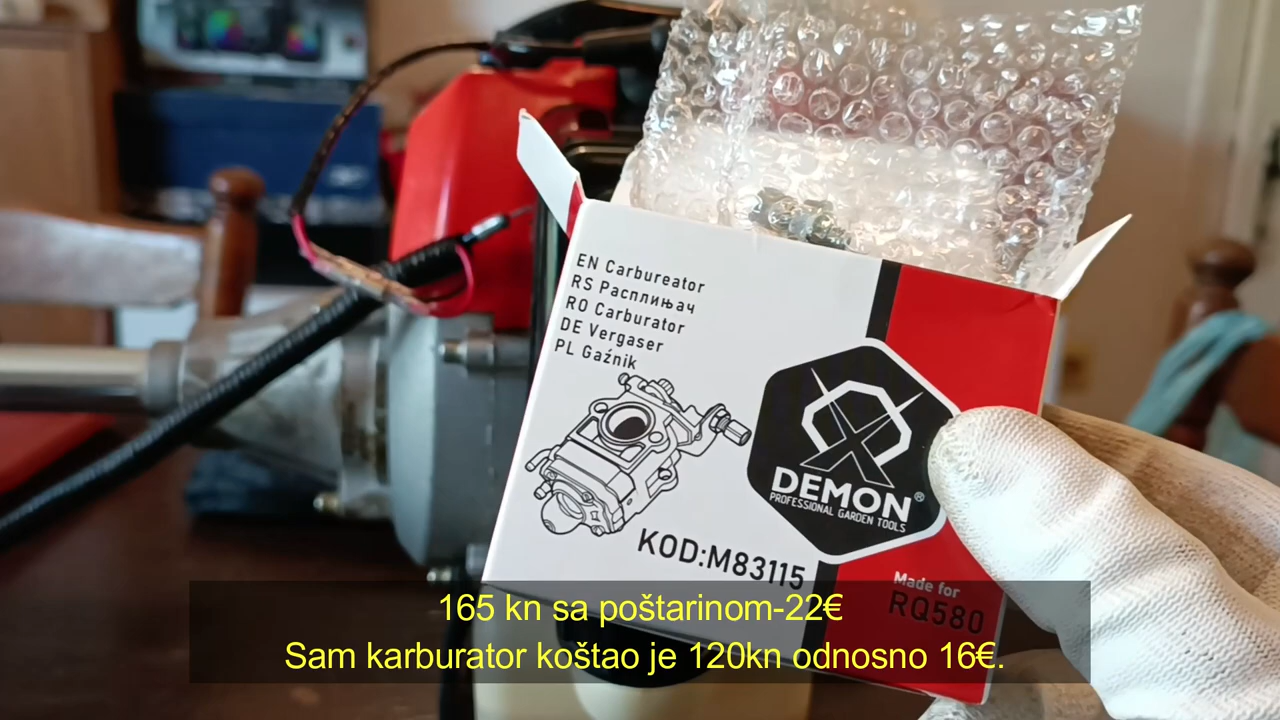 EN Carbureator
RS Расплињач
RO Carburator
DE Vergaser
PL Gaźnik
DEMON®
PROFESSIONAL GARDEN TOOLS
KOD:M83115
Made for
RQ580
165 kn sa poštarinom-22€
Sam karburator koštao je 120kn odnosno 16€.